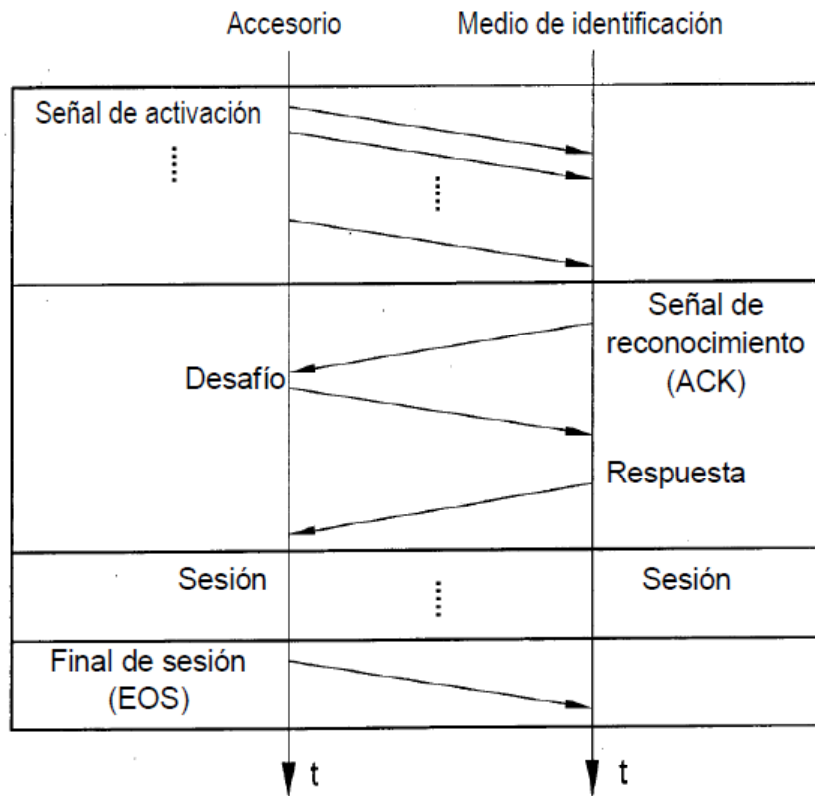 Accesorio Medio de identificación
Señal de activación
Señal de
reconocimiento
(ACK)
Desafío
Respuesta
Sesión Sesión
Final de sesión
(EOS)
t t